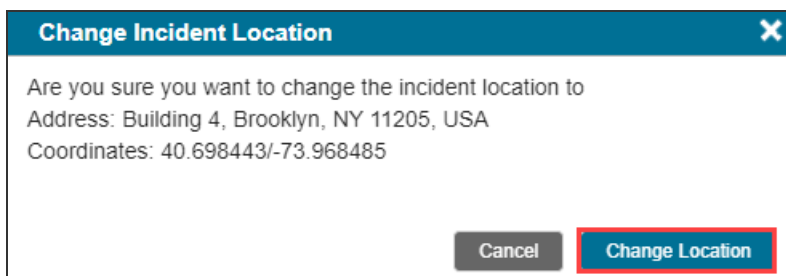 Change Incident Location
Are you sure you want to change the incident location to
Address: Building 4, Brooklyn, NY 11205, USA
Coordinates: 40.698443/-73.968485
Cancel
Change Location